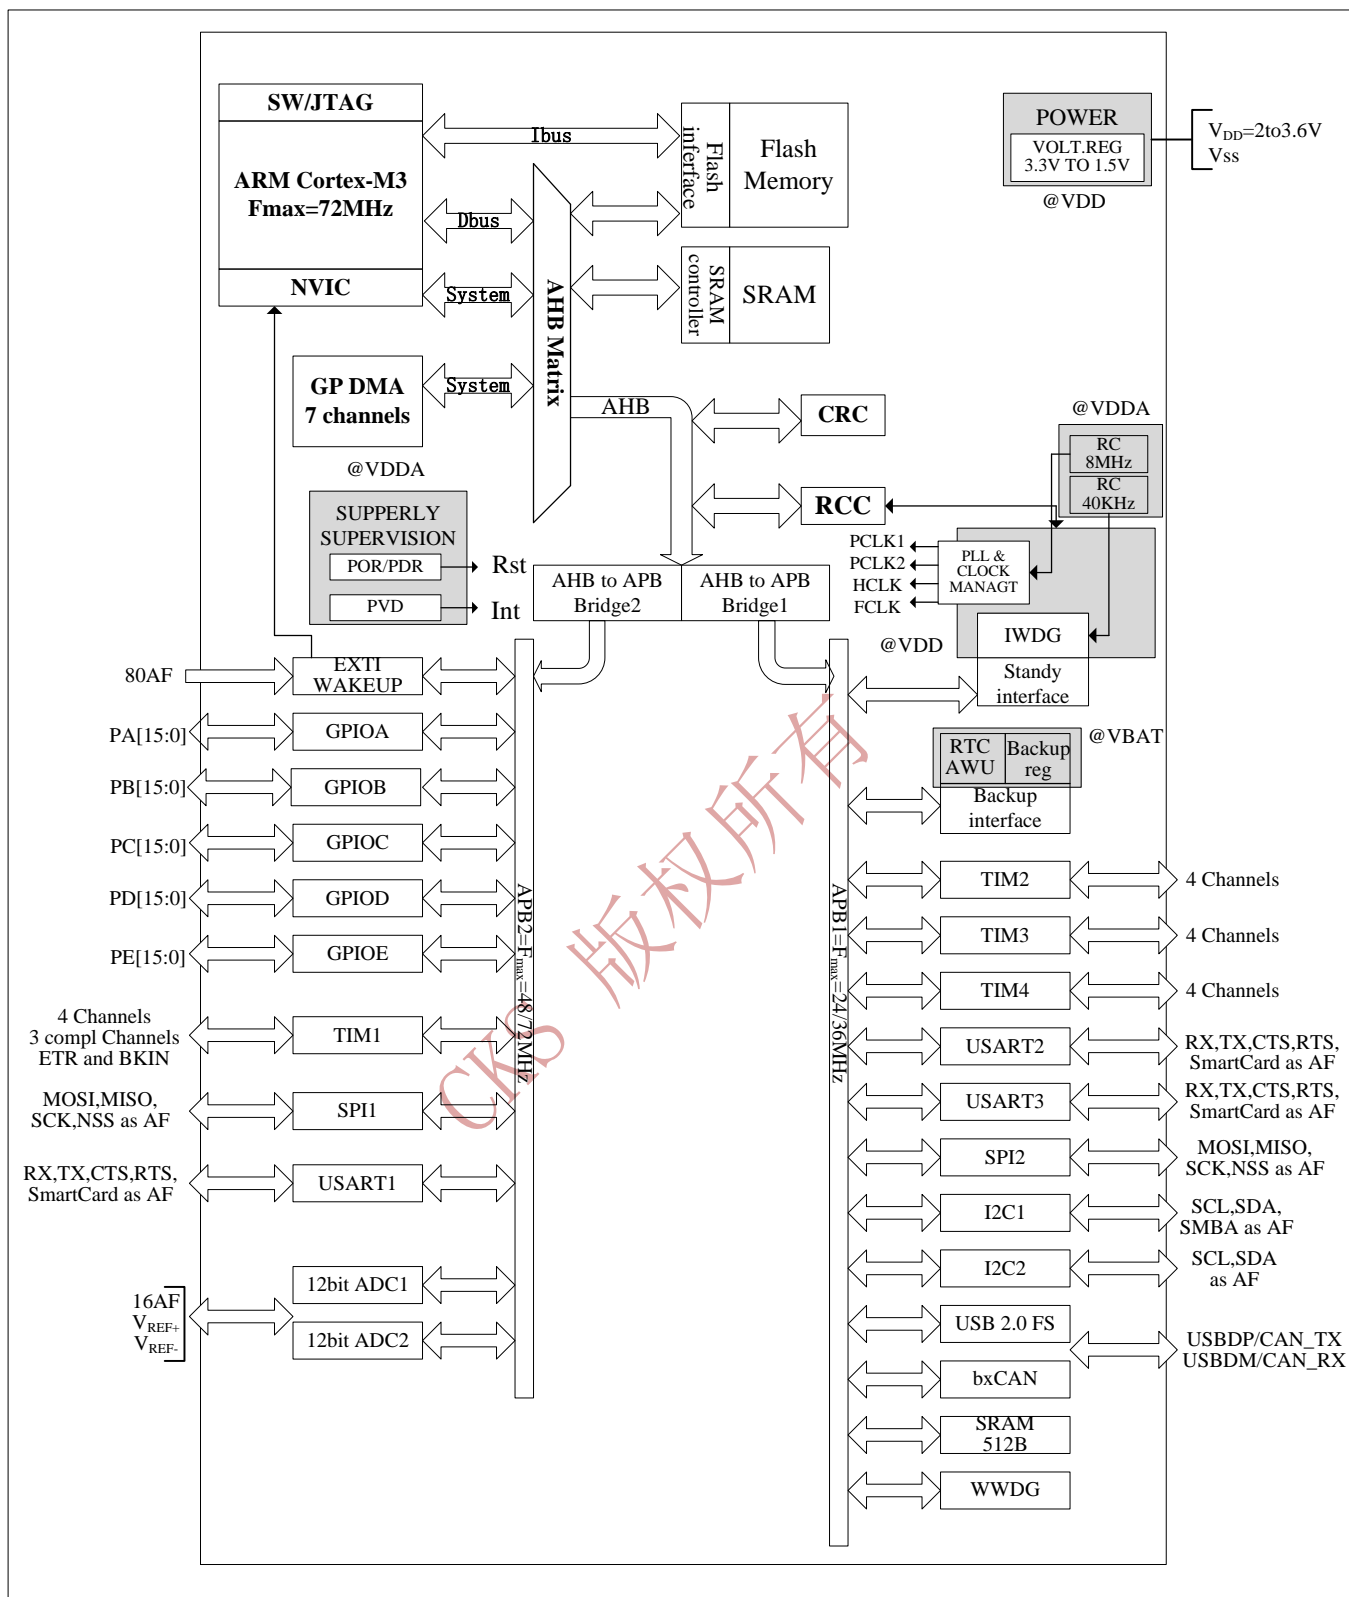 SW/JTAG
ARM Cortex-M3
Fmax=72MHz
NVIC
Ibus
Dbus
System
System
AHB Matrix
Flash
inferface
Flash
Memory
SRAM
controller
SRAM
POWER
VOLT.REG
3.3V TO 1.5V
@VDD
VDD=2to3.6V
Vss
GP DMA
7 channels
AHB
CRC
RCC
@VDDA
RC
8MHz
RC
40KHz
@VDDA
SUPPERLY
SUPERVISION
POR/PDR
PVD
Rst
Int
PCLK1
PCLK2
HCLK
FCLK
PLL &
CLOCK
MANAGT
AHB to APB
Bridge2
AHB to APB
Bridge1
@VDD
IWDG
Standy
interface
@VBAT
RTC
AWU
Backup
reg
Backup
interface
80AF
EXTI
WAKEUP
PA[15:0]
GPIOA
PB[15:0]
GPIOB
PC[15:0]
GPIOC
PD[15:0]
GPIOD
PE[15:0]
GPIOE
4 Channels
3 compl Channels
ETR and BKIN
TIM1
MOSI,MISO,
SCK,NSS as AF
SPI1
RX,TX,CTS,RTS,
SmartCard as AF
USART1
16AF
VREF+
VREF-
12bit ADC1
12bit ADC2
APB2=Fmax=48/72MHz
APB1=Fmax=24/36MHz
CKS 版权所有
TIM2
4 Channels
TIM3
4 Channels
TIM4
4 Channels
USART2
RX,TX,CTS,RTS,
SmartCard as AF
USART3
RX,TX,CTS,RTS,
SmartCard as AF
SPI2
MOSI,MISO,
SCK,NSS as AF
I2C1
SCL,SDA,
SMBA as AF
I2C2
SCL,SDA
as AF
USB 2.0 FS
USBDP/CAN_TX
USBDM/CAN_RX
bxCAN
SRAM
512B
WWDG